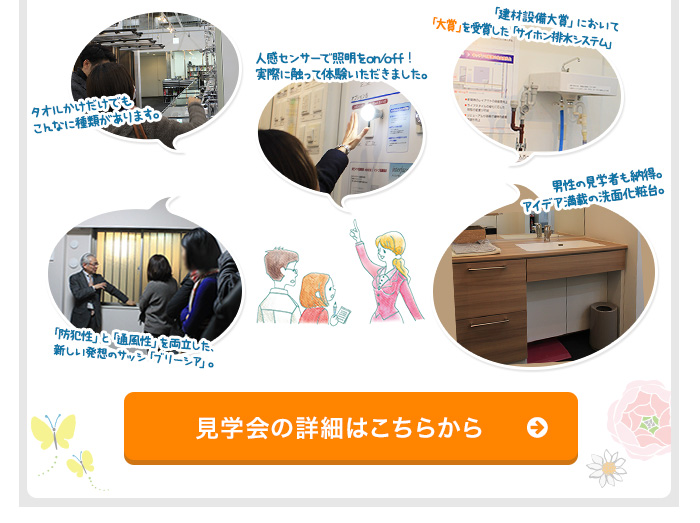 「建材設備大賞」において
「大賞」を受賞した「サイホン排水システム」
人感センサーで照明をon/off！
実際に触って体験いただきました。
タオルかけだけでも
こんなに種類があります。
男性の見学者も納得。
アイデア満載の洗面化粧台。
「防犯性」と「通風性」を両立した、
新しい発想のサッシ「ブリーシア」。
見学会の詳細はこちらから